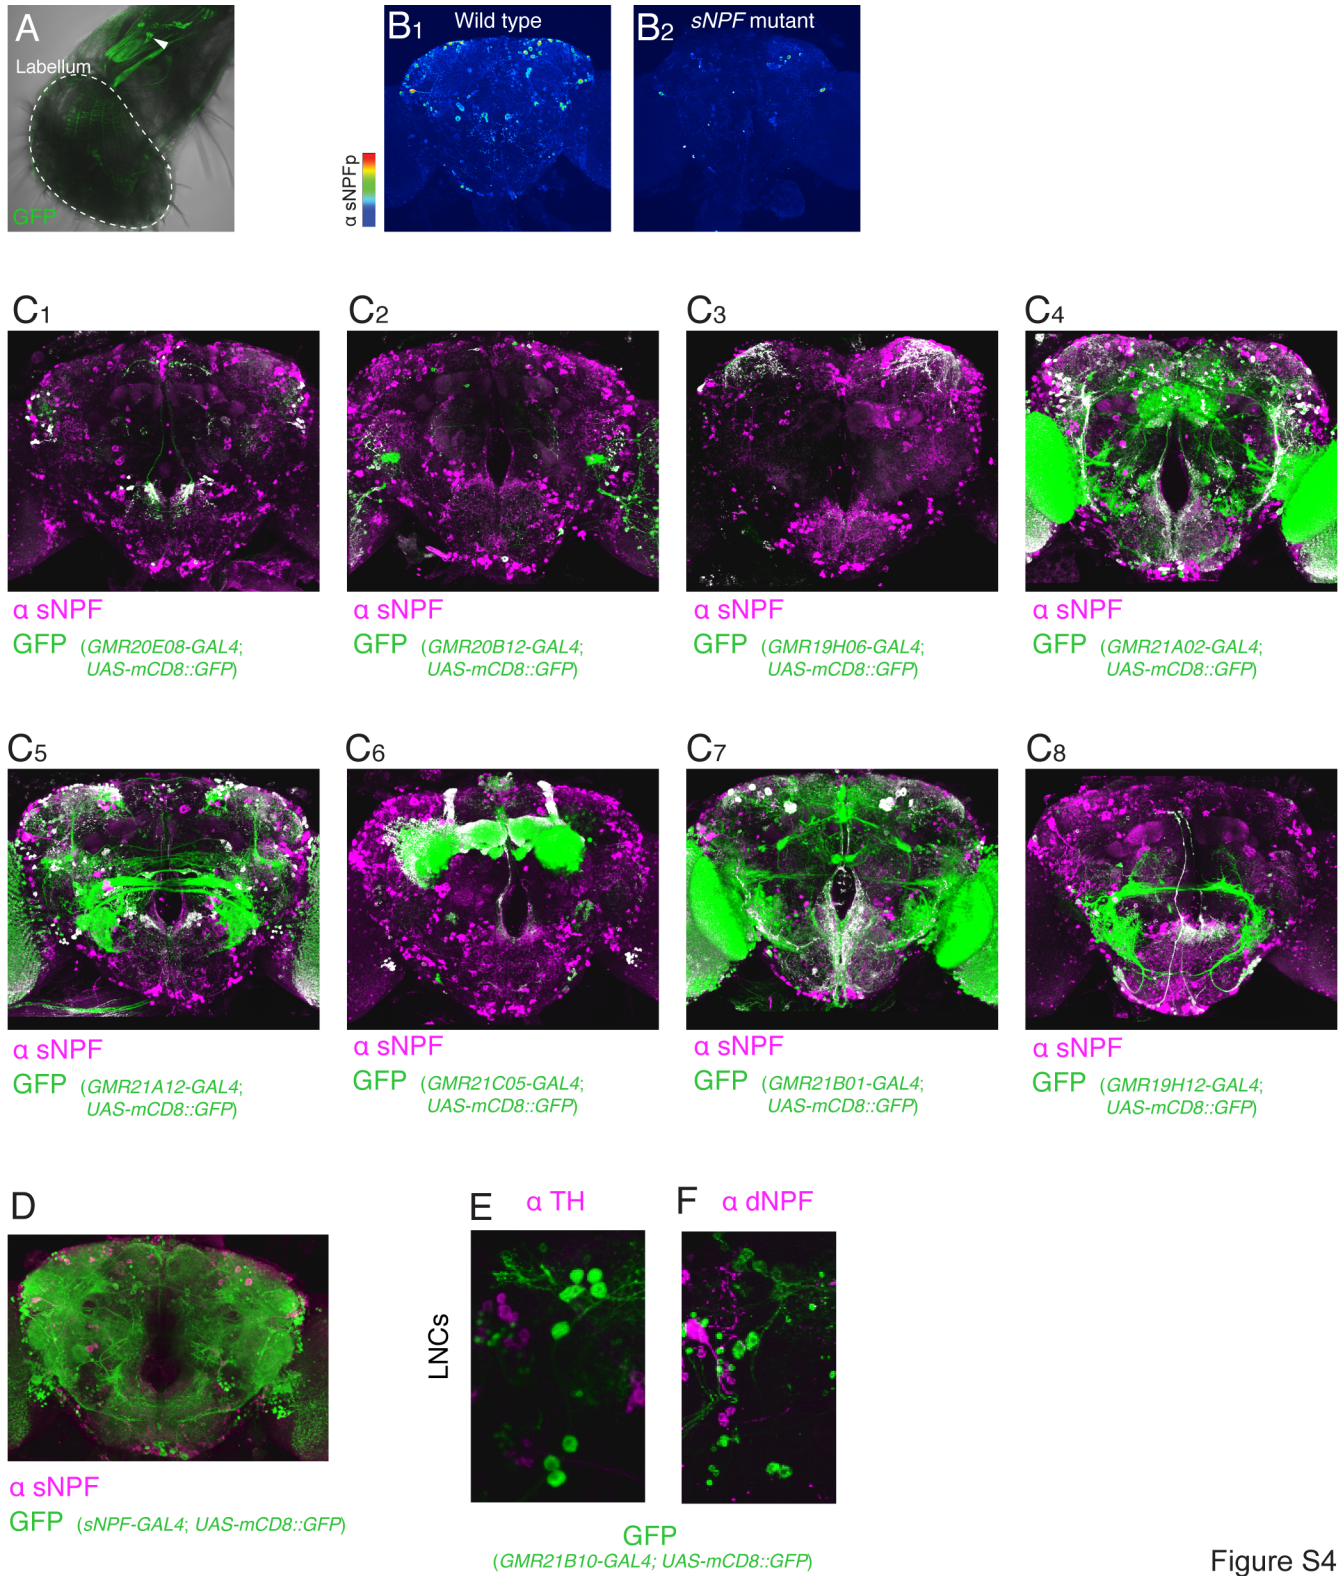 A
Labellum
GFP
B1 Wild type
B2 sNPF mutant
α sNPFp
C1
C2
C3
C4
α sNPF
GFP (GMR20E08-GAL4;
UAS-mCD8::GFP)
α sNPF
GFP (GMR20B12-GAL4;
UAS-mCD8::GFP)
α sNPF
GFP (GMR19H06-GAL4;
UAS-mCD8::GFP)
α sNPF
GFP (GMR21A02-GAL4;
UAS-mCD8::GFP)
C5
C6
C7
C8
α sNPF
GFP (GMR21A12-GAL4;
UAS-mCD8::GFP)
α sNPF
GFP (GMR21C05-GAL4;
UAS-mCD8::GFP)
α sNPF
GFP (GMR21B01-GAL4;
UAS-mCD8::GFP)
α sNPF
GFP (GMR19H12-GAL4;
UAS-mCD8::GFP)
D
α sNPF
GFP (sNPF-GAL4; UAS-mCD8::GFP)
E α TH
F α dNPF
LNCs
GFP
(GMR21B10-GAL4; UAS-mCD8::GFP)
Figure S4